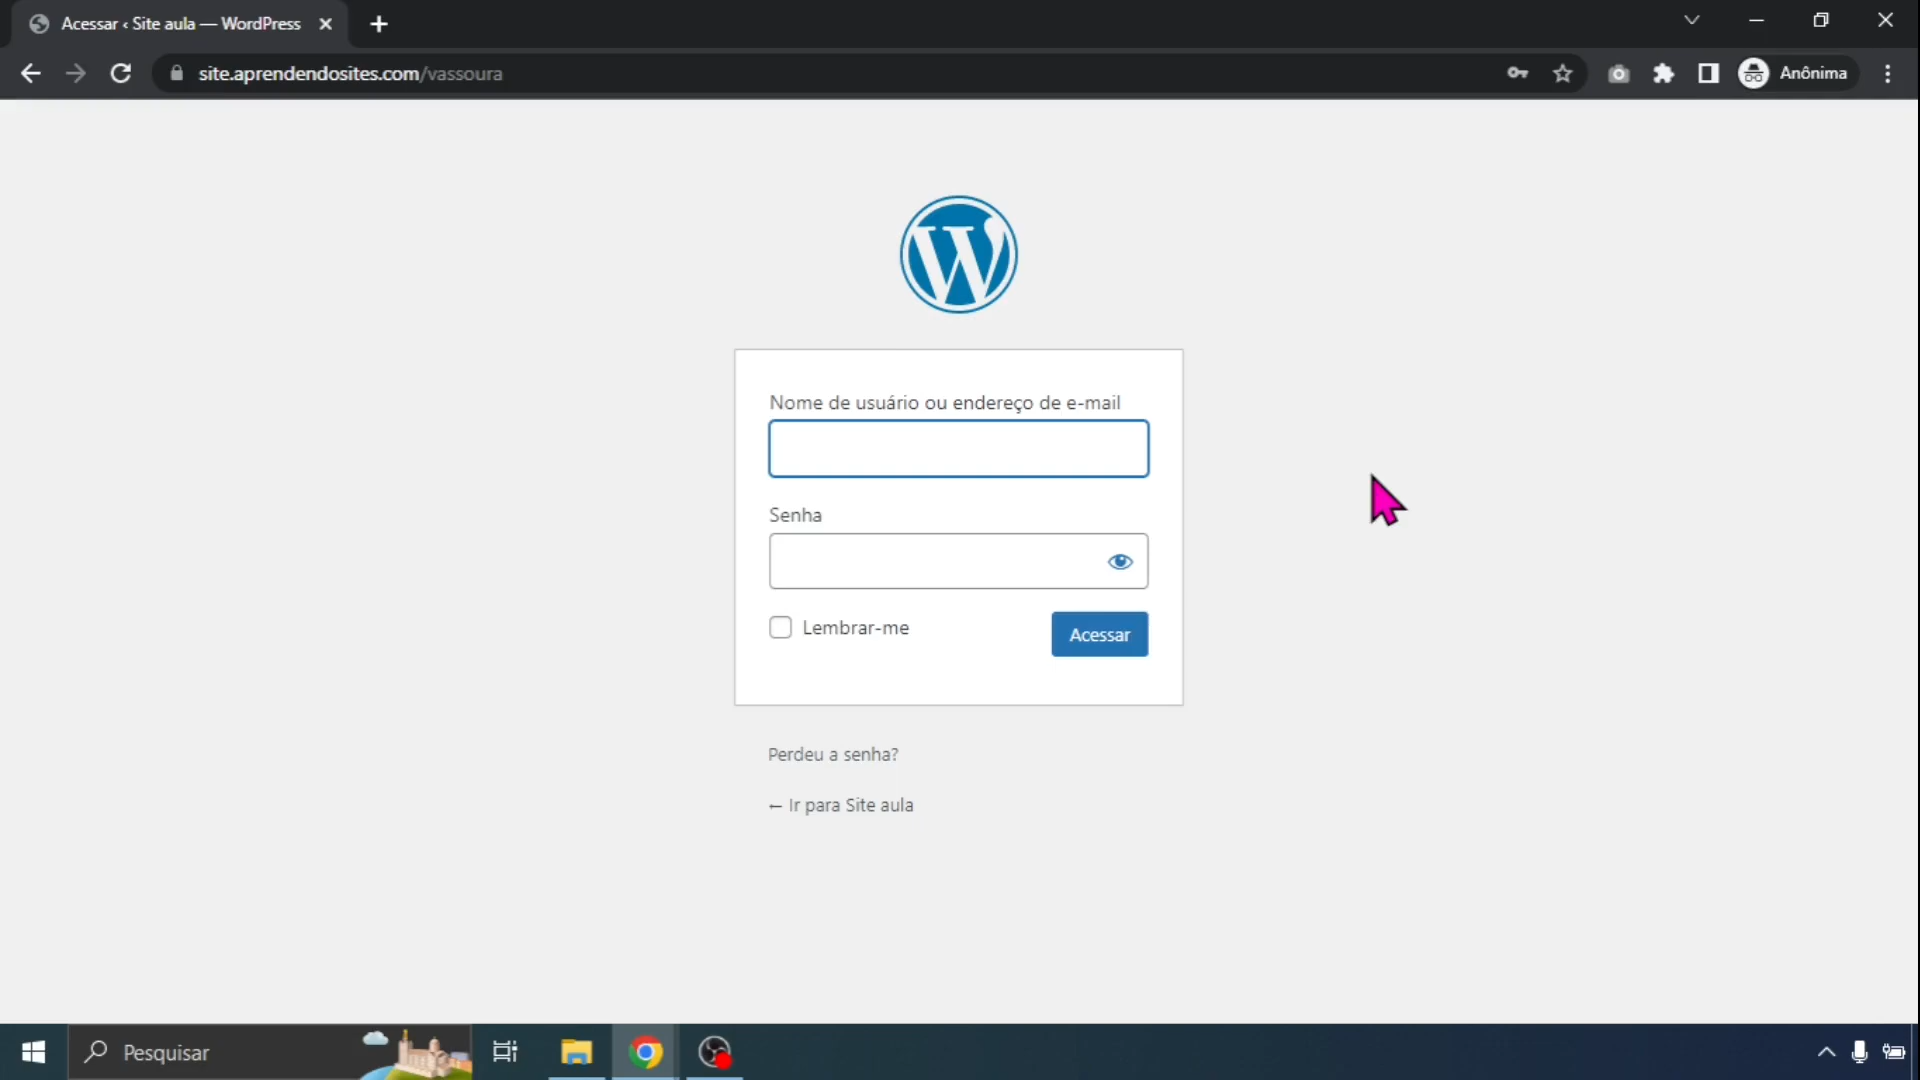 Acessar ‹ Site aula — WordPress
site.aprendendosites.com/vassoura
Anônima
Nome de usuário ou endereço de e-mail
Senha
Lembrar-me
Acessar
Perdeu a senha?
← Ir para Site aula
Pesquisar